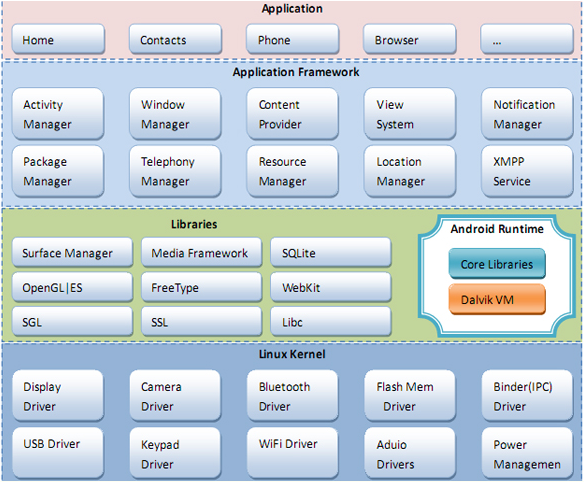 Application
Home
Contacts
Phone
Browser
...
Application Framework
Activity
Manager
Window
Manager
Content
Provider
View
System
Notification
Manager
Package
Manager
Telephony
Manager
Resource
Manager
Location
Manager
XMPP
Service
Libraries
Surface Manager
Media Framework
SQLite
OpenGL|ES
FreeType
WebKit
SGL
SSL
Libc
Android Runtime
Core Libraries
Dalvik VM
Linux Kernel
Display
Driver
Camera
Driver
Bluetooth
Driver
Flash Mem
Driver
Binder(IPC)
Driver
USB Driver
Keypad
Driver
WiFi Driver
Aduio
Drivers
Power
Managemen